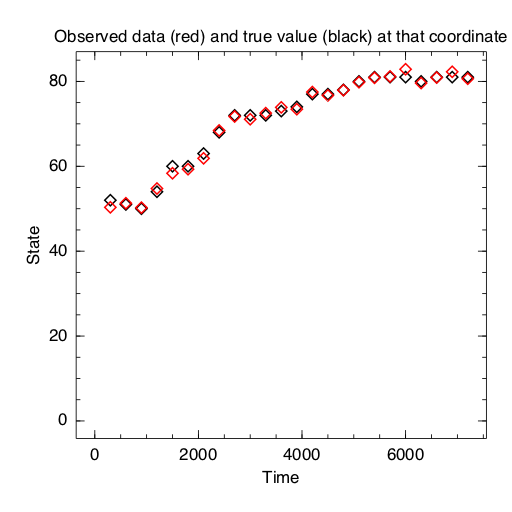 Observed data (red) and true value (black) at that coordinate
80
60
40
20
0
State
0 2000 4000 6000
Time